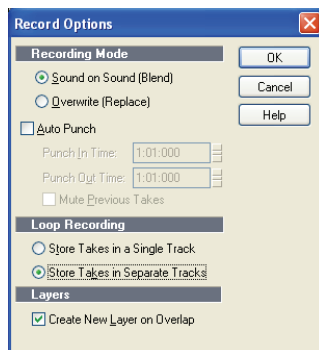 Record Options
Recording Mode
Sound on Sound (Blend)
Overwrite (Replace)
Auto Punch
Punch In Time: 1:01:000
Punch Out Time: 1:01:000
Mute Previous Takes
Loop Recording
Store Takes in a Single Track
Store Takes in Separate Tracks
Layers
Create New Layer on Overlap
OK
Cancel
Help